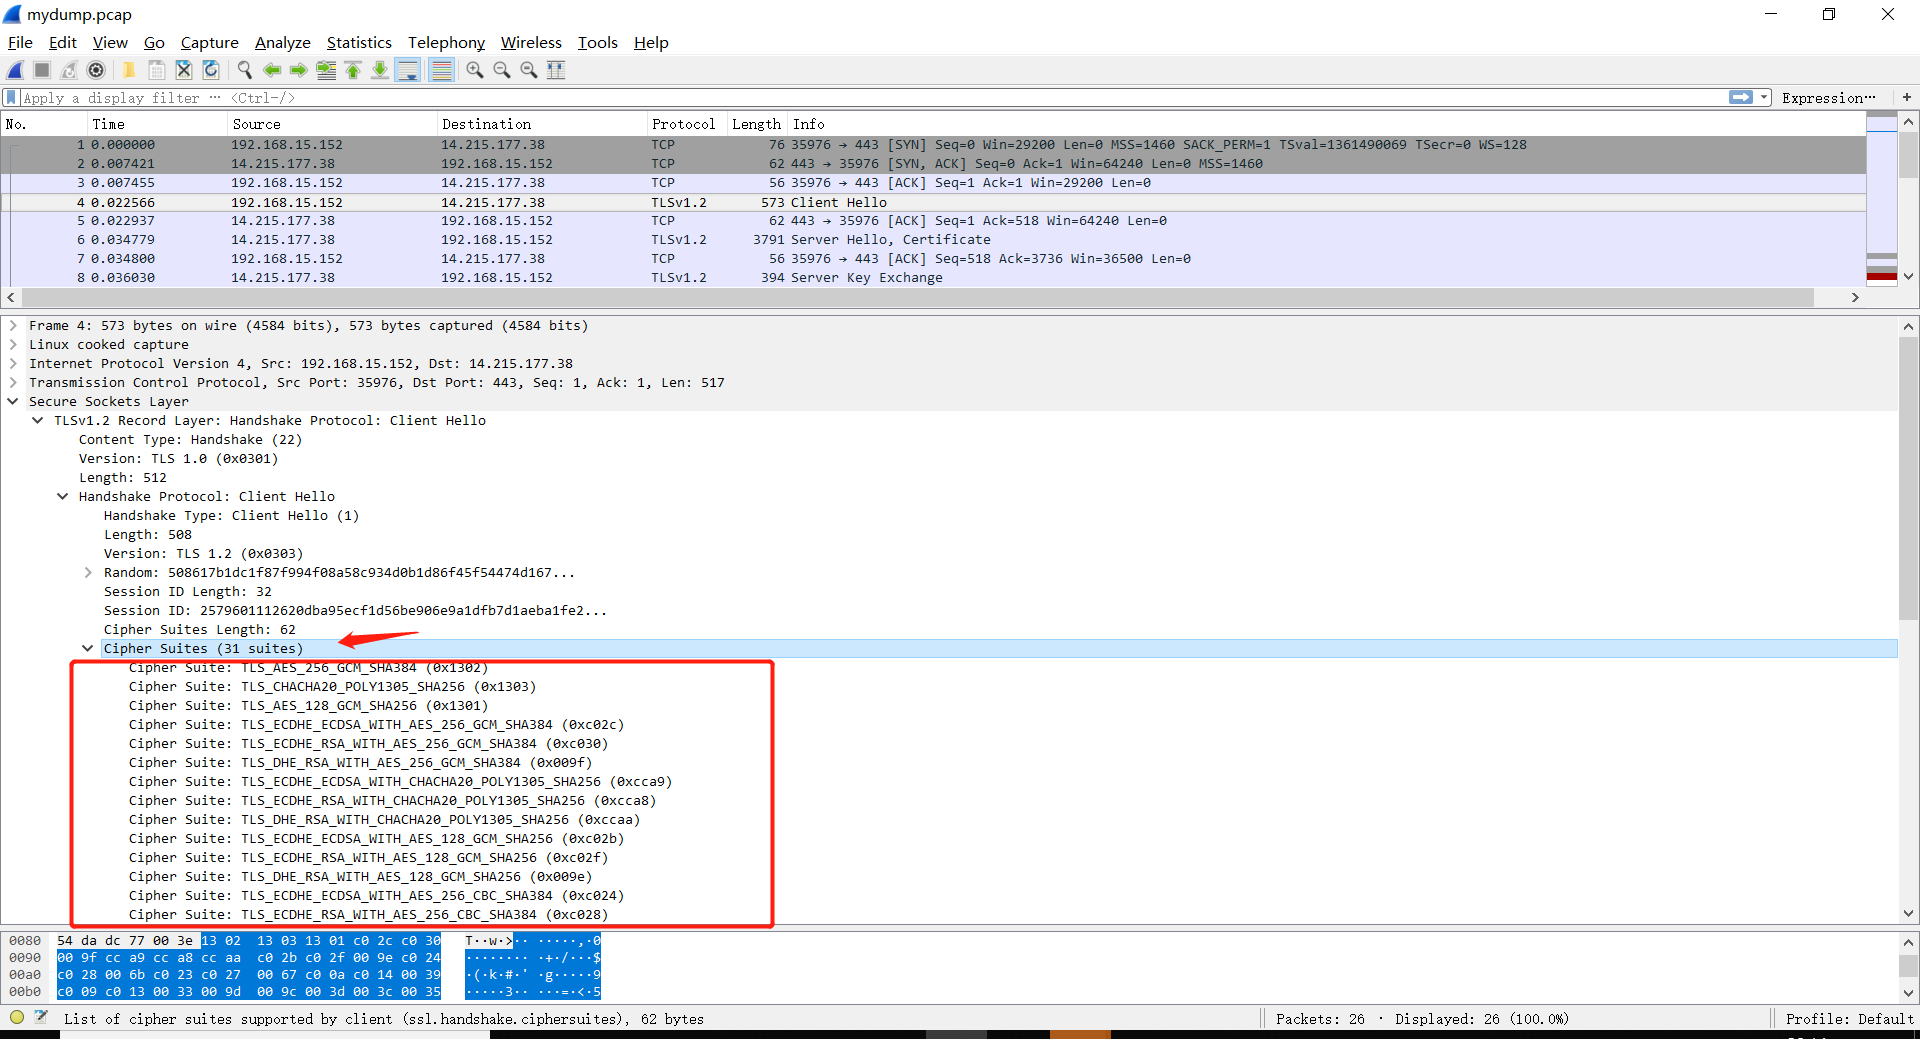 mydump.pcap
File Edit View Go Capture Analyze Statistics Telephony Wireless Tools Help
Apply a display filter ··· <Ctrl-/> Expression···  +
No. Time Source Destination Protocol Length Info
1 0.000000 192.168.15.152 14.215.177.38 TCP 76 35976 → 443 [SYN] Seq=0 Win=29200 Len=0 MSS=1460 SACK_PERM=1 TSval=1361490069 TSecr=0 WS=128
2 0.007421 14.215.177.38 192.168.15.152 TCP 62 443 → 35976 [SYN, ACK] Seq=0 Ack=1 Win=64240 Len=0 MSS=1460
3 0.007455 192.168.15.152 14.215.177.38 TCP 56 35976 → 443 [ACK] Seq=1 Ack=1 Win=29200 Len=0
4 0.022566 192.168.15.152 14.215.177.38 TLSv1.2 573 Client Hello
5 0.022937 14.215.177.38 192.168.15.152 TCP 62 443 → 35976 [ACK] Seq=1 Ack=518 Win=64240 Len=0
6 0.034779 14.215.177.38 192.168.15.152 TLSv1.2 3791 Server Hello, Certificate
7 0.034800 192.168.15.152 14.215.177.38 TCP 56 35976 → 443 [ACK] Seq=518 Ack=3736 Win=36500 Len=0
8 0.036030 14.215.177.38 192.168.15.152 TLSv1.2 394 Server Key Exchange
Frame 4: 573 bytes on wire (4584 bits), 573 bytes captured (4584 bits)
Linux cooked capture
Internet Protocol Version 4, Src: 192.168.15.152, Dst: 14.215.177.38
Transmission Control Protocol, Src Port: 35976, Dst Port: 443, Seq: 1, Ack: 1, Len: 517
Secure Sockets Layer
TLSv1.2 Record Layer: Handshake Protocol: Client Hello
Content Type: Handshake (22)
Version: TLS 1.0 (0x0301)
Length: 512
Handshake Protocol: Client Hello
Handshake Type: Client Hello (1)
Length: 508
Version: TLS 1.2 (0x0303)
Random: 508617b1dc1f87f994f08a58c934d0b1d86f45f54474d167...
Session ID Length: 32
Session ID: 2579601112620dba95ecf1d56be906e9a1dfb7d1aeba1fe2...
Cipher Suites Length: 62
Cipher Suites (31 suites)
Cipher Suite: TLS_AES_256_GCM_SHA384 (0x1302)
Cipher Suite: TLS_CHACHA20_POLY1305_SHA256 (0x1303)
Cipher Suite: TLS_AES_128_GCM_SHA256 (0x1301)
Cipher Suite: TLS_ECDHE_ECDSA_WITH_AES_256_GCM_SHA384 (0xc02c)
Cipher Suite: TLS_ECDHE_RSA_WITH_AES_256_GCM_SHA384 (0xc030)
Cipher Suite: TLS_DHE_RSA_WITH_AES_256_GCM_SHA384 (0x009f)
Cipher Suite: TLS_ECDHE_ECDSA_WITH_CHACHA20_POLY1305_SHA256 (0xcca9)
Cipher Suite: TLS_ECDHE_RSA_WITH_CHACHA20_POLY1305_SHA256 (0xcca8)
Cipher Suite: TLS_DHE_RSA_WITH_CHACHA20_POLY1305_SHA256 (0xccaa)
Cipher Suite: TLS_ECDHE_ECDSA_WITH_AES_128_GCM_SHA256 (0xc02b)
Cipher Suite: TLS_ECDHE_RSA_WITH_AES_128_GCM_SHA256 (0xc02f)
Cipher Suite: TLS_DHE_RSA_WITH_AES_128_GCM_SHA256 (0x009e)
Cipher Suite: TLS_ECDHE_ECDSA_WITH_AES_256_CBC_SHA384 (0xc024)
Cipher Suite: TLS_ECDHE_RSA_WITH_AES_256_CBC_SHA384 (0xc028)
0080 54 da dc 77 00 3e 13 02 13 03 13 01 c0 2c c0 30 T··w·>·· ·····,·0
0090 00 9f cc a9 cc a8 cc aa c0 2b c0 2f 00 9e c0 24 ········ ·+·/···$
00a0 c0 28 00 6b c0 23 c0 27 00 67 c0 0a c0 14 00 39 ·(·k·#·' ·g·····9
00b0 c0 09 c0 13 00 33 00 9d 00 9c 00 3d 00 3c 00 35 ·····3·· ···=·<·5
List of cipher suites supported by client (ssl.handshake.ciphersuites), 62 bytes Packets: 26 · Displayed: 26 (100.0%) Profile: Default